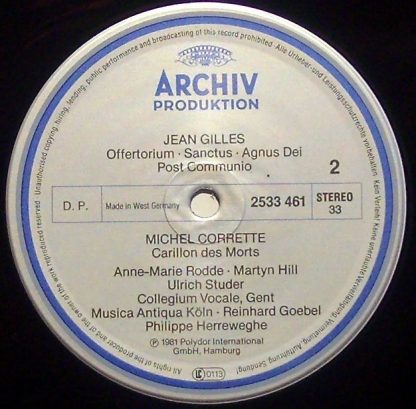 ARCHIV
PRODUKTION
JEAN GILLES
Offertorium · Sanctus · Agnus Dei
Post Communio
2
D. P.
Made in West Germany
2533 461
STEREO
33
MICHEL CORRETTE
Carillon des Morts
Anne-Marie Rodde · Martyn Hill
Ulrich Studer
Collegium Vocale, Gent
Musica Antiqua Köln · Reinhard Goebel
Philippe Herreweghe
Ⓟ 1981 Polydor International
GmbH, Hamburg
LC 0113
All rights of the producer and of the owner of the work reproduced reserved. Unauthorised copying, hiring, lending, public performance and broadcasting of this record prohibited · Alle Urheber- und Leistungsschutzrechte vorbehalten. Kein Verleih! Keine unerlaubte Vervielfältigung, Vermietung, Aufführung, Sendung!